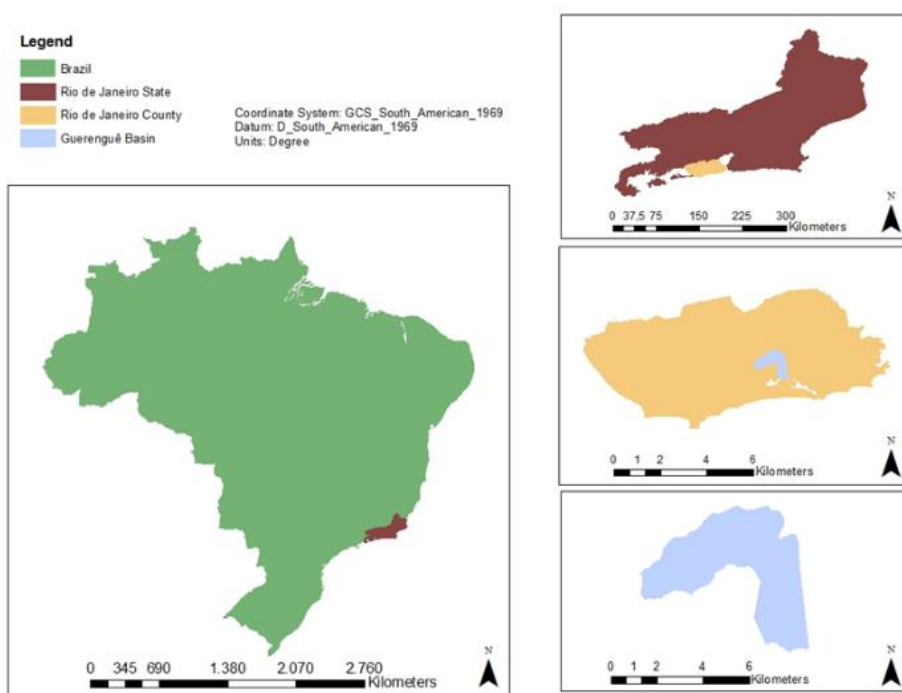 Legend
Brazil
Rio de Janeiro State
Rio de Janeiro County
Guerenguê Basin
Coordinate System: GCS_South_American_1969
Datum: D_South_American_1969
Units: Degree
N
0 37,5 75 150 225 300
Kilometers
N
0 1 2 4 6
Kilometers
N
0 1 2 4 6
Kilometers
N
0 345 690 1.380 2.070 2.760
Kilometers